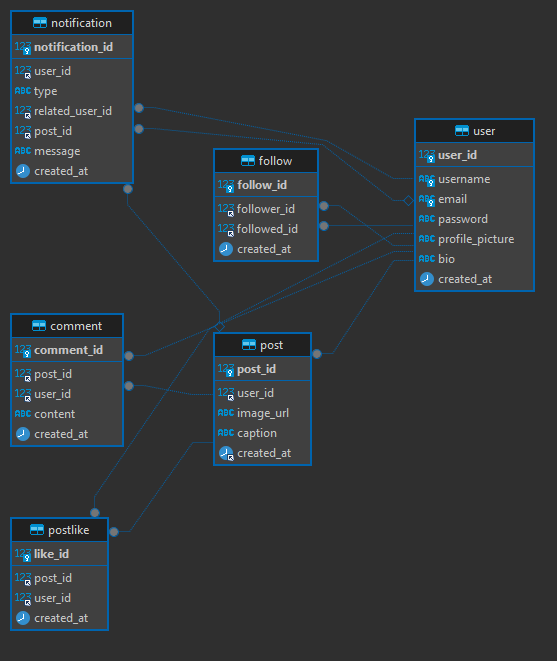 notification
123 notification_id
123 user_id
ABC type
123 related_user_id
123 post_id
ABC message
created_at
user
123 user_id
ABC username
ABC email
ABC password
ABC profile_picture
ABC bio
created_at
follow
123 follow_id
123 follower_id
123 followed_id
created_at
comment
123 comment_id
123 post_id
123 user_id
ABC content
created_at
post
123 post_id
123 user_id
ABC image_url
ABC caption
created_at
postlike
123 like_id
123 post_id
123 user_id
created_at